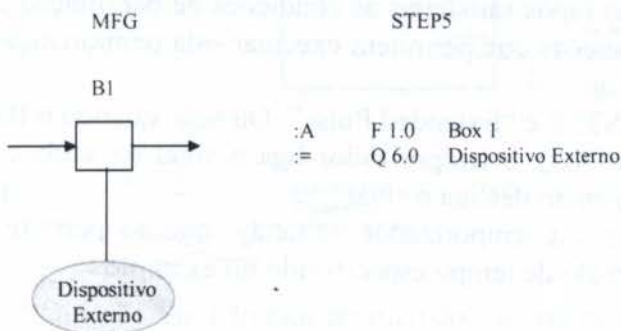 MFG
STEP5
B1
:A F 1.0 Box 1
:= Q 6.0 Dispositivo Externo
Dispositivo
Externo